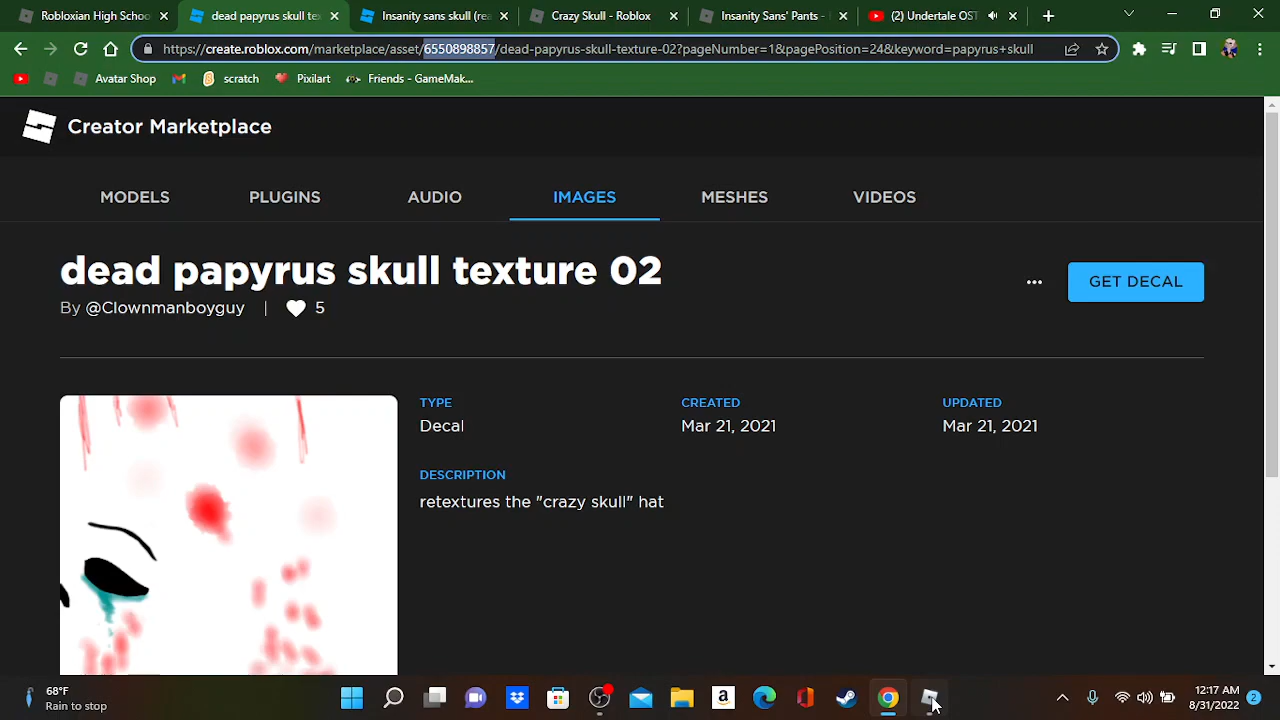 Robloxian High Schoo
dead papyrus skull tex
Insanity sans skull (rea
Crazy Skull - Roblox
Insanity Sans' Pants - 
(2) Undertale OST
https://create.roblox.com/marketplace/asset/6550898857/dead-papyrus-skull-texture-02?pageNumber=1&pagePosition=24&keyword=papyrus+skull
Avatar Shop
scratch
Pixilart
Friends - GameMak...
Creator Marketplace
MODELS
PLUGINS
AUDIO
IMAGES
MESHES
VIDEOS
dead papyrus skull texture 02
GET DECAL
By @Clownmanboyguy | 5
TYPE
CREATED
UPDATED
Decal
Mar 21, 2021
Mar 21, 2021
DESCRIPTION
retextures the "crazy skull" hat
68°F
Rain to stop
12:17 AM
8/31/2022
2